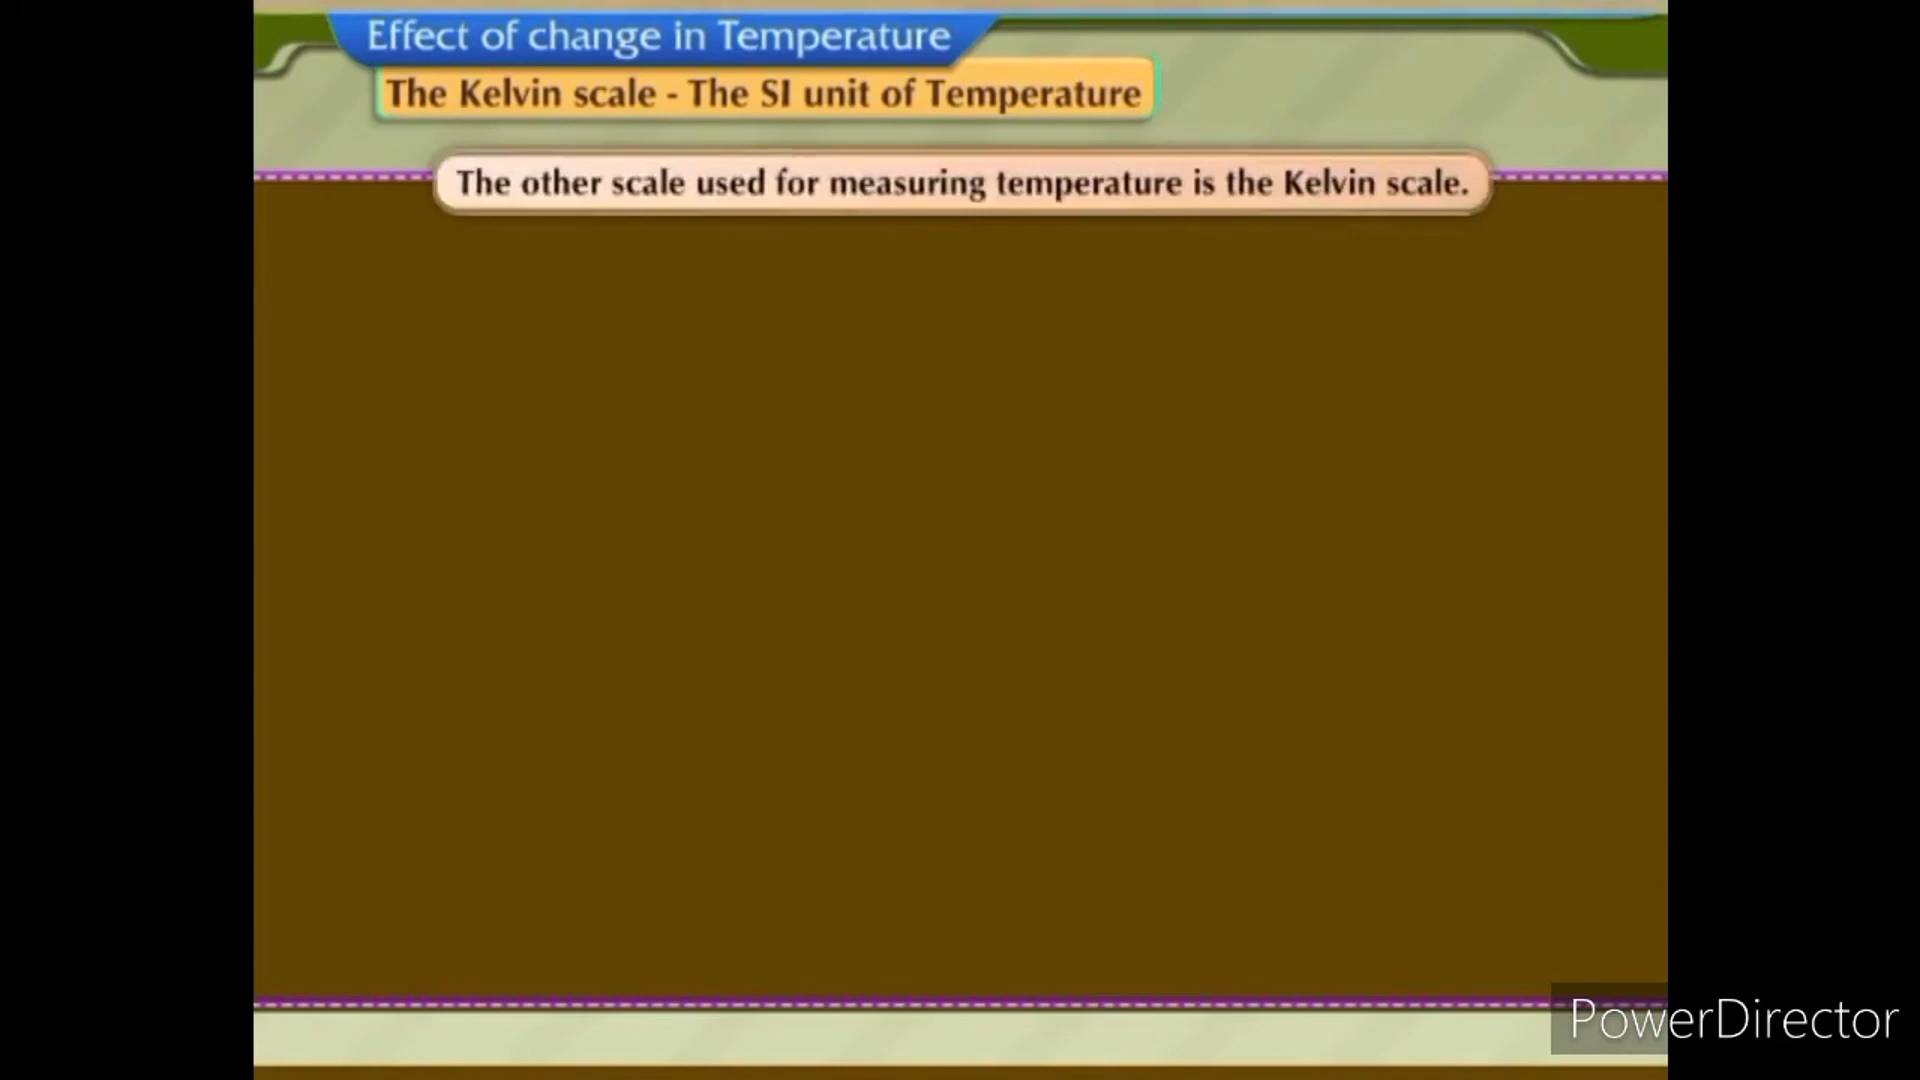 Effect of change in Temperature
The Kelvin scale - The SI unit of Temperature
The other scale used for measuring temperature is the Kelvin scale.
PowerDirector